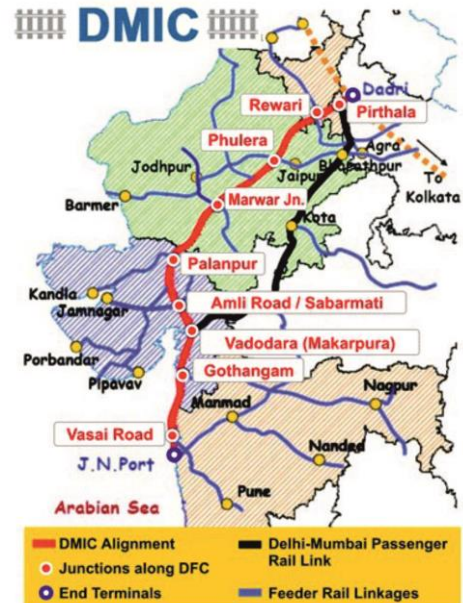 DMIC
Dadri
Rewari
Pirthala
Phulera
Agra
Bharathpur
Jaipur
To
Kolkata
Jodhpur
Marwar Jn.
Barmer
Kota
Palanpur
Kandla
Jamnagar
Amli Road / Sabarmati
Porbandar
Vadodara (Makarpura)
Pipavav
Gothangam
Nagpur
Manmad
Vasai Road
Nanded
J.N.Port
Pune
Arabian Sea
DMIC Alignment
Junctions along DFC
End Terminals
Delhi-Mumbai Passenger
Rail Link
Feeder Rail Linkages